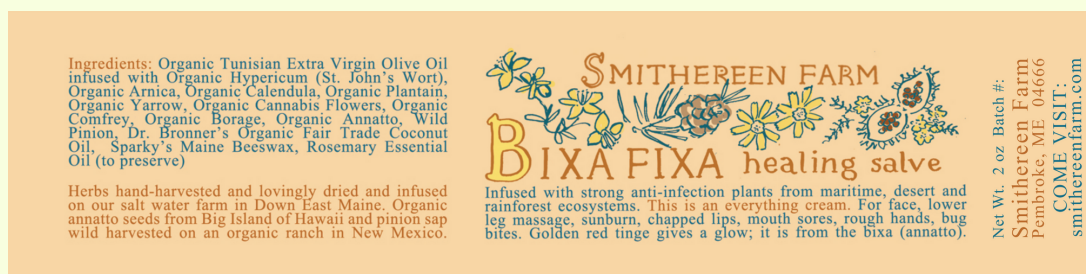 Ingredients: Organic Tunisian Extra Virgin Olive Oil
infused with Organic Hypericum (St. John's Wort),
Organic Arnica, Organic Calendula, Organic Plantain,
Organic Yarrow, Organic Cannabis Flowers, Organic
Comfrey, Organic Borage, Organic Annatto, Wild
Pinion, Dr. Bronner's Organic Fair Trade Coconut
Oil, Sparky's Maine Beeswax, Rosemary Essential
Oil (to preserve)
Herbs hand-harvested and lovingly dried and infused
on our salt water farm in Down East Maine. Organic
annatto seeds from Big Island of Hawaii and pinion sap
wild harvested on an organic ranch in New Mexico.
SMITHEREEN FARM
BIXA FIXA healing salve
Infused with strong anti-infection plants from maritime, desert and
rainforest ecosystems. This is an everything cream. For face, lower
leg massage, sunburn, chapped lips, mouth sores, rough hands, bug
bites. Golden red tinge gives a glow; it is from the bixa (annatto).
Net Wt. 2 oz Batch #:
Smithereen Farm
Pembroke, ME 04666
COME VISIT:
smithereenfarm.com